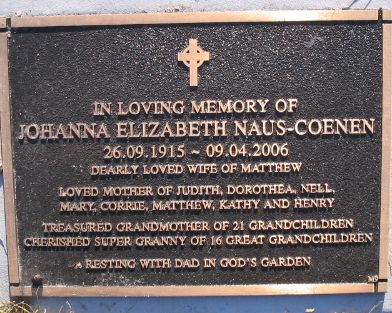 IN LOVING MEMORY OF
JOHANNA ELIZABETH NAUS-COENEN
26.09.1915 ~ 09.04.2006
DEARLY LOVED WIFE OF MATTHEW
LOVED MOTHER OF JUDITH, DOROTHEA, NELL,
MARY, CORRIE, MATTHEW, KATHY AND HENRY
TREASURED GRANDMOTHER OF 21 GRANDCHILDREN
CHERISHED SUPER GRANNY OF 16 GREAT GRANDCHILDREN
RESTING WITH DAD IN GOD'S GARDEN